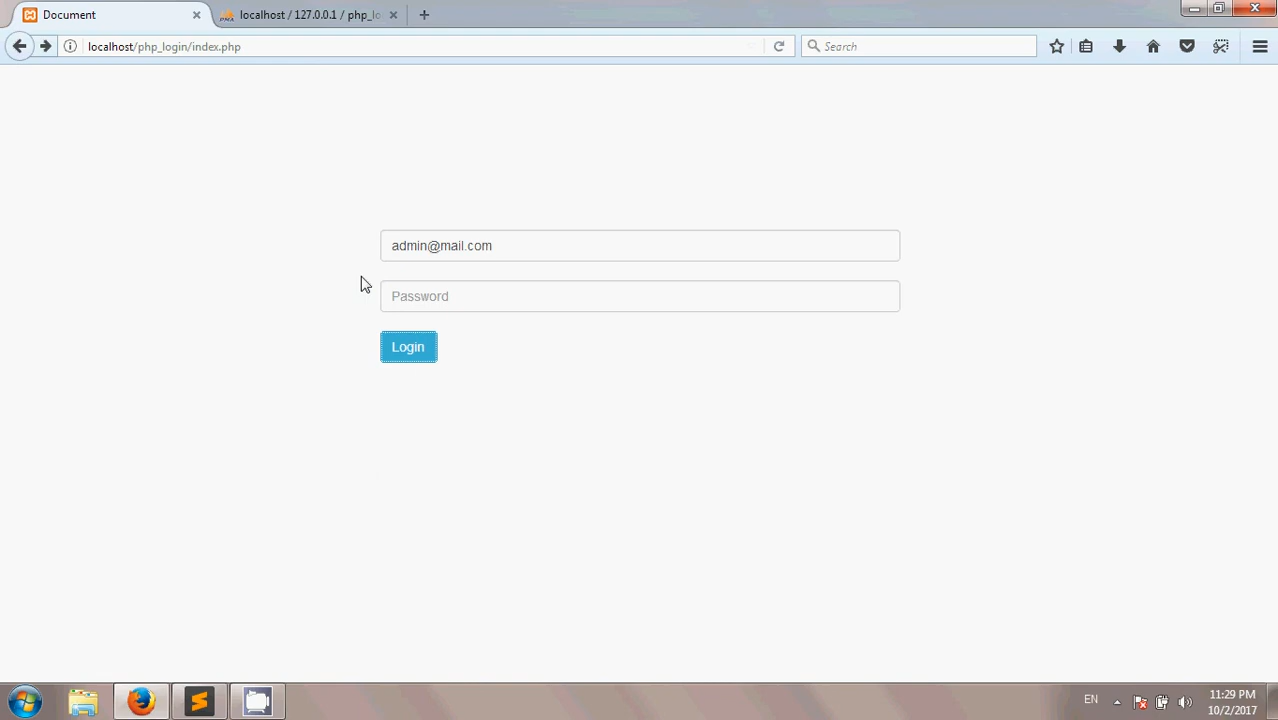 Document
localhost / 127.0.0.1 / php_lo
localhost/php_login/index.php
Search
admin@mail.com
Password
Login
EN
11:29 PM
10/2/2017